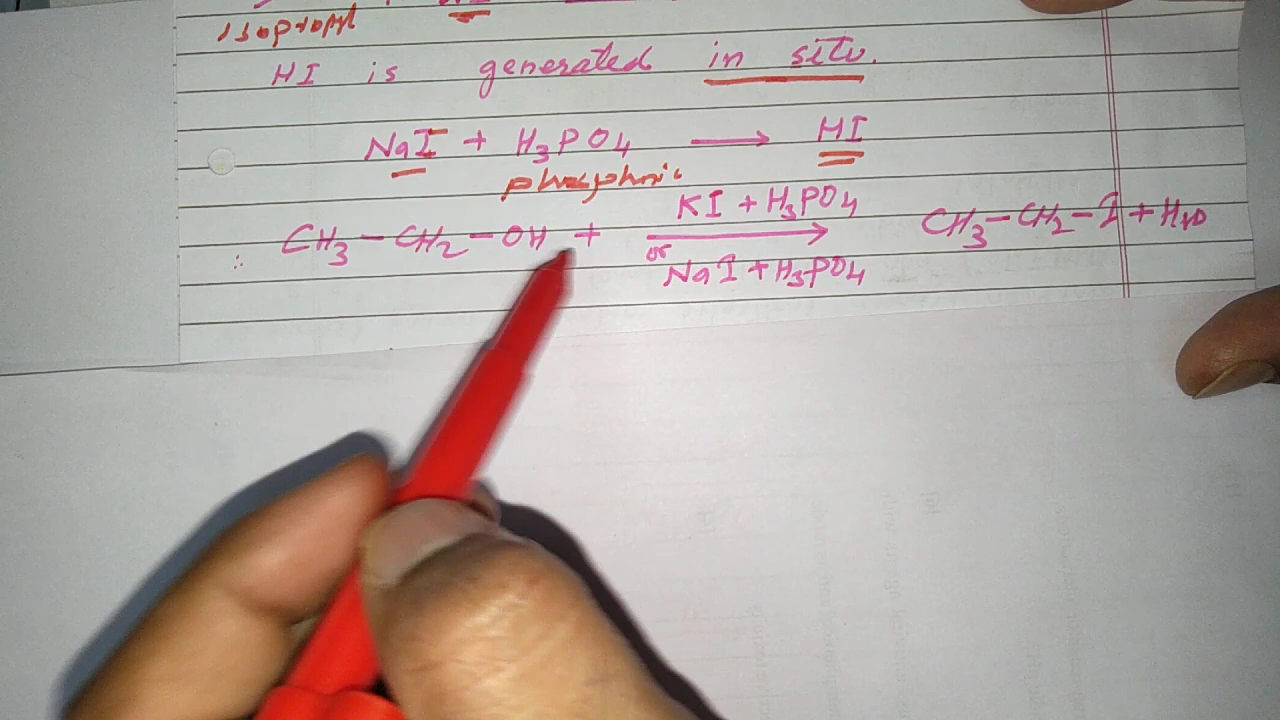 Isopropyl
HI is generated in situ.
NaI + H3PO4 ⟶ HI
phosphoric
KI + H3PO4
∴ CH3-CH2-OH + ⟶ CH3-CH2-I + H2O
or
NaI + H3PO4